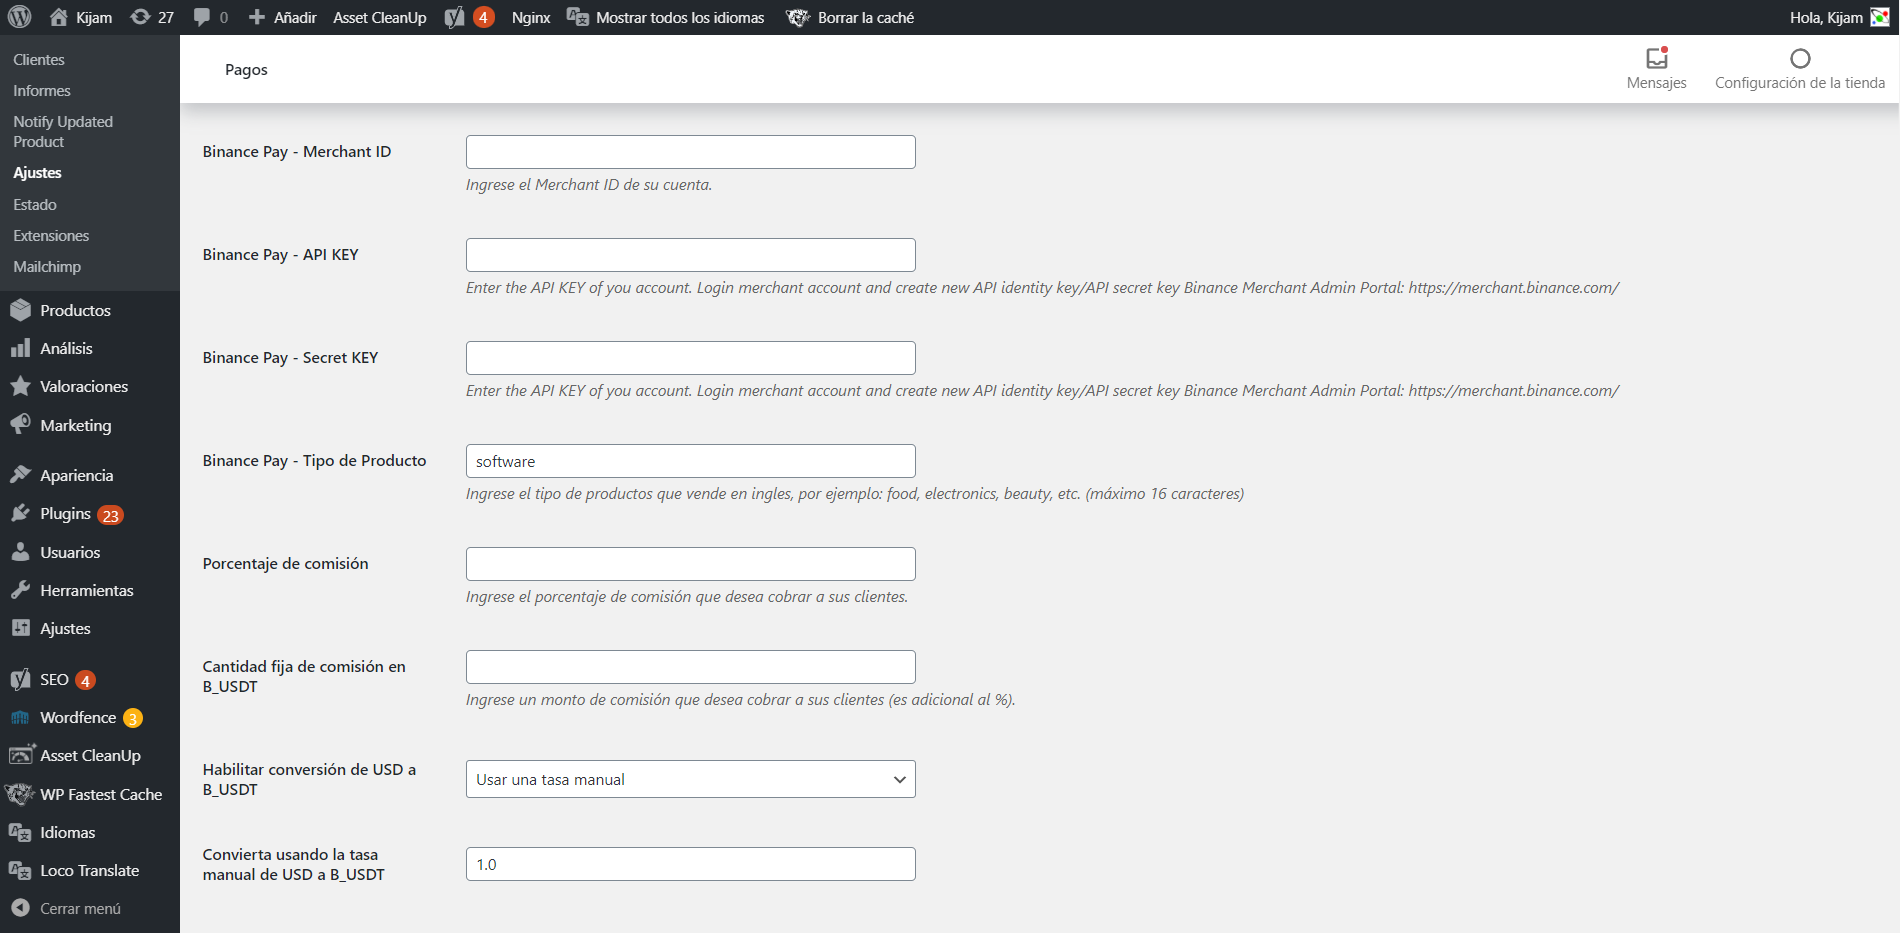 Kijam
27
0
Añadir
Asset CleanUp
4
Nginx
Mostrar todos los idiomas
Borrar la caché
Hola, Kijam
Clientes
Informes
Notify Updated
Product
Ajustes
Estado
Extensiones
Mailchimp
Productos
Análisis
Valoraciones
Marketing
Apariencia
Plugins 23
Usuarios
Herramientas
Ajustes
SEO 4
Wordfence 3
Asset CleanUp
WP Fastest Cache
Idiomas
Loco Translate
Cerrar menú
Pagos
Mensajes
Configuración de la tienda
Binance Pay - Merchant ID
Ingrese el Merchant ID de su cuenta.
Binance Pay - API KEY
Enter the API KEY of you account. Login merchant account and create new API identity key/API secret key Binance Merchant Admin Portal: https://merchant.binance.com/
Binance Pay - Secret KEY
Enter the API KEY of you account. Login merchant account and create new API identity key/API secret key Binance Merchant Admin Portal: https://merchant.binance.com/
Binance Pay - Tipo de Producto
software
Ingrese el tipo de productos que vende en ingles, por ejemplo: food, electronics, beauty, etc. (máximo 16 caracteres)
Porcentaje de comisión
Ingrese el porcentaje de comisión que desea cobrar a sus clientes.
Cantidad fija de comisión en
B_USDT
Ingrese un monto de comisión que desea cobrar a sus clientes (es adicional al %).
Habilitar conversión de USD a
B_USDT
Usar una tasa manual
Convierta usando la tasa
manual de USD a B_USDT
1.0